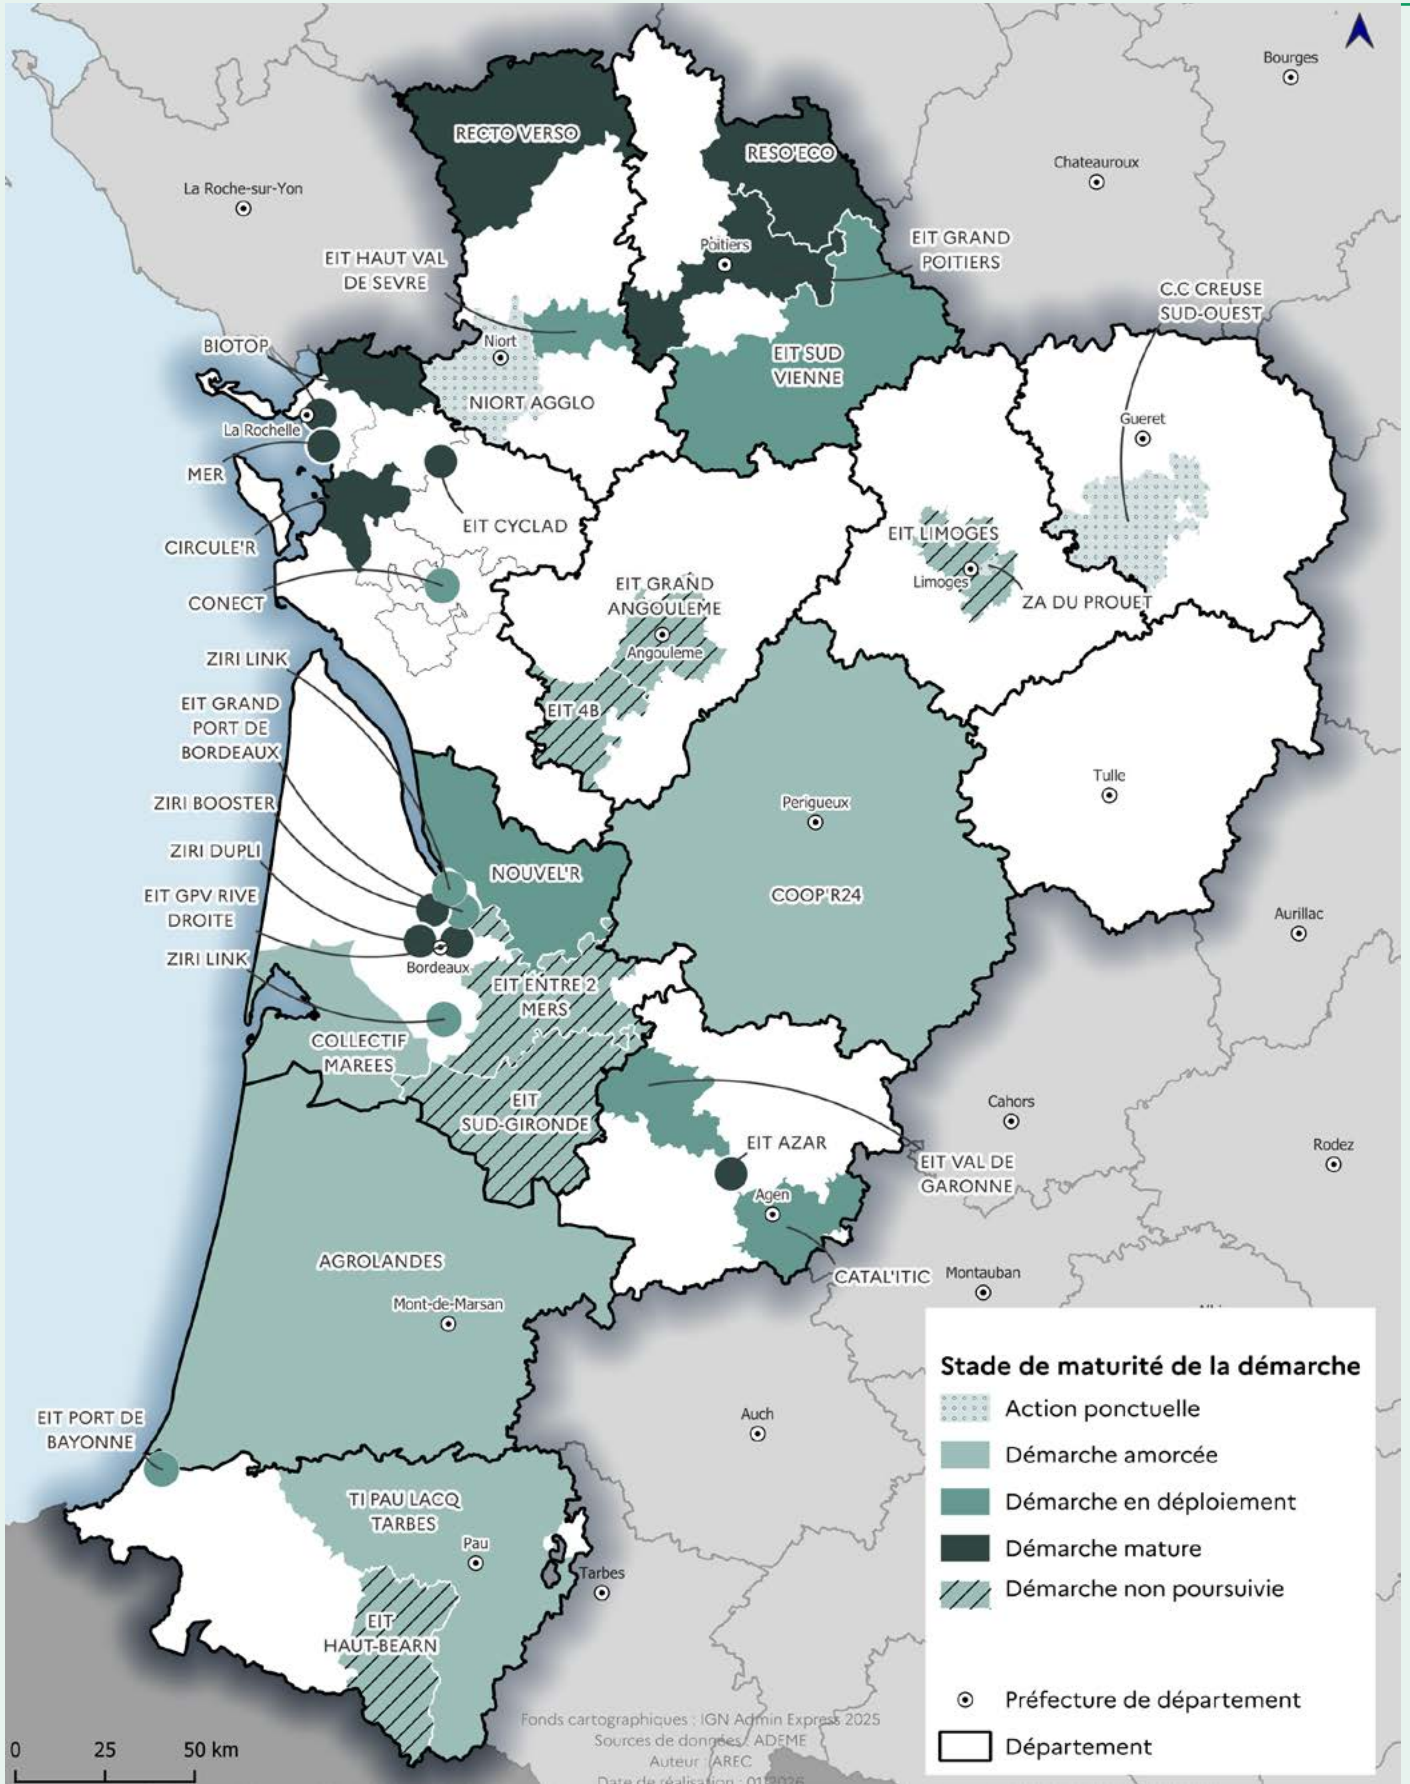 Bourges
RECTO VERSO
RESO'ECO
Chateauroux
La Roche-sur-Yon
Poitiers
EIT GRAND
POITIERS
EIT HAUT VAL
DE SEVRE
C.C CREUSE
SUD-OUEST
BIOTOP
Niort
EIT SUD
VIENNE
NIORT AGGLO
La Rochelle
Gueret
MER
EIT CYCLAD
EIT LIMOGES
CIRCULE'R
Limoges
EIT GRAND
ANGOULEME
CONECT
ZA DU PROUET
Angouleme
ZIRI LINK
EIT GRAND
PORT DE
BORDEAUX
EIT 4B
Tulle
ZIRI BOOSTER
Perigueux
ZIRI DUPLI
NOUVEL'R
COOP'R24
EIT GPV RIVE
DROITE
Aurillac
ZIRI LINK
Bordeaux
EIT ENTRE 2
MERS
COLLECTIF
MAREES
EIT
SUD-GIRONDE
Cahors
EIT AZAR
Rodez
EIT VAL DE
GARONNE
Agen
AGROLANDES
CATAL'ITIC
Montauban
Mont-de-Marsan
Stade de maturité de la démarche
Action ponctuelle
Démarche amorcée
Démarche en déploiement
Démarche mature
Démarche non poursuivie
Préfecture de département
Département
EIT PORT DE
BAYONNE
Auch
TI PAU LACQ
TARBES
Pau
Tarbes
EIT
HAUT-BEARN
Fonds cartographiques : IGN Admin Express 2025
Sources de données : ADEME
Auteur : AREC
Date de réalisation : 01/2026
0 25 50 km